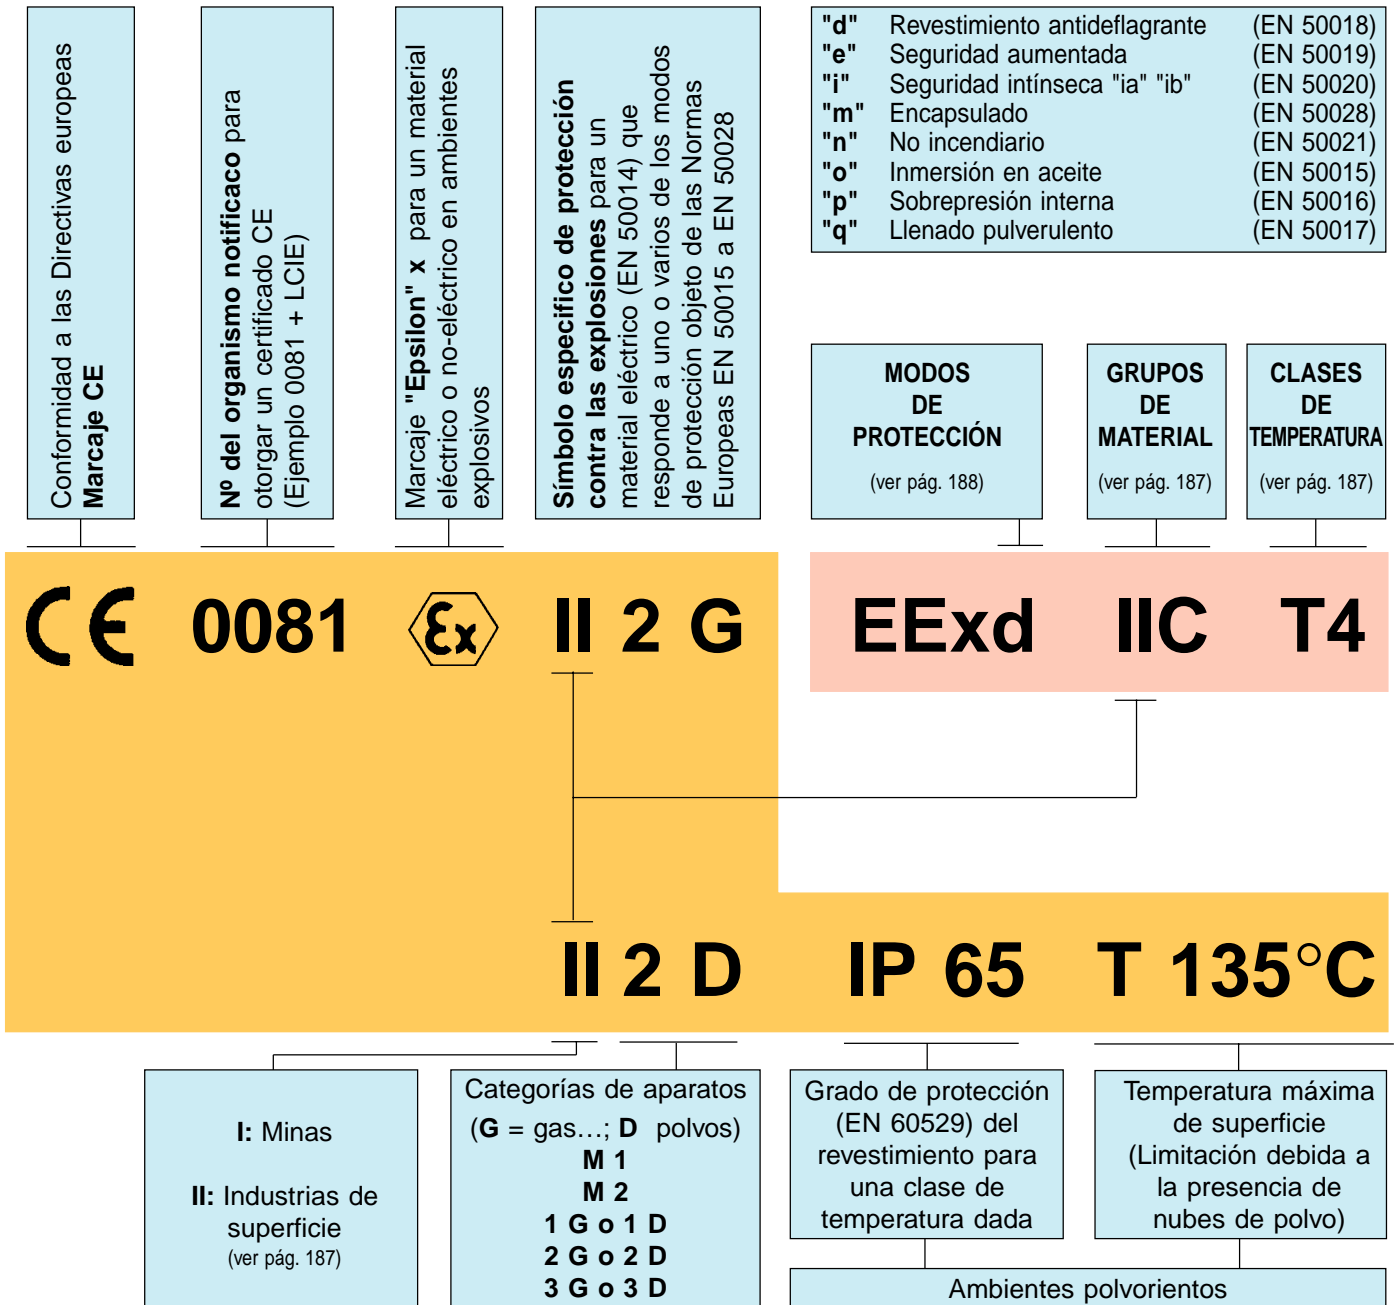 Conformidad a las Directivas europeas
Marcaje CE
Nº del organismo notificaco para
otorgar un certificado CE
(Ejemplo 0081 + LCIE)
Marcaje "Epsilon" x para un material
eléctrico o no-eléctrico en ambientes
explosivos
Símbolo especifico de protección
contra las explosiones para un
material eléctrico (EN 50014) que
responde a uno o varios de los modos
de protección objeto de las Normas
Europeas EN 50015 a EN 50028
"d" Revestimiento antideflagrante (EN 50018)
"e" Seguridad aumentada (EN 50019)
"i" Seguridad intínseca "ia" "ib" (EN 50020)
"m" Encapsulado (EN 50028)
"n" No incendiario (EN 50021)
"o" Inmersión en aceite (EN 50015)
"p" Sobrepresión interna (EN 50016)
"q" Llenado pulverulento (EN 50017)
MODOS
DE
PROTECCIÓN
(ver pág. 188)
GRUPOS
DE
MATERIAL
(ver pág. 187)
CLASES
DE
TEMPERATURA
(ver pág. 187)
CE 0081 Ex II 2 G EExd IIC T4
II 2 D IP 65 T 135°C
I: Minas
II: Industrias de
superficie
(ver pág. 187)
Categorías de aparatos
(G = gas…; D polvos)
M 1
M 2
1 G o 1 D
2 G o 2 D
3 G o 3 D
Grado de protección
(EN 60529) del
revestimiento para
una clase de
temperatura dada
Temperatura máxima
de superficie
(Limitación debida a
la presencia de
nubes de polvo)
Ambientes polvorientos